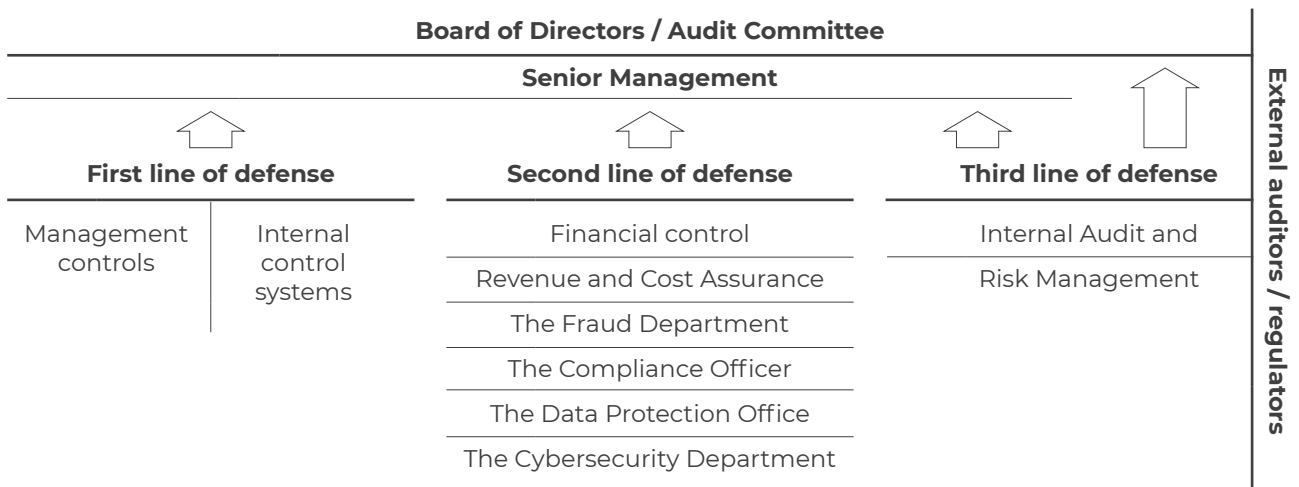 Board of Directors / Audit Committee
Senior Management
First line of defense
Management
controls
Internal
control
systems
Second line of defense
Financial control
Revenue and Cost Assurance
The Fraud Department
The Compliance Officer
The Data Protection Office
The Cybersecurity Department
Third line of defense
Internal Audit and
Risk Management
External auditors / regulators